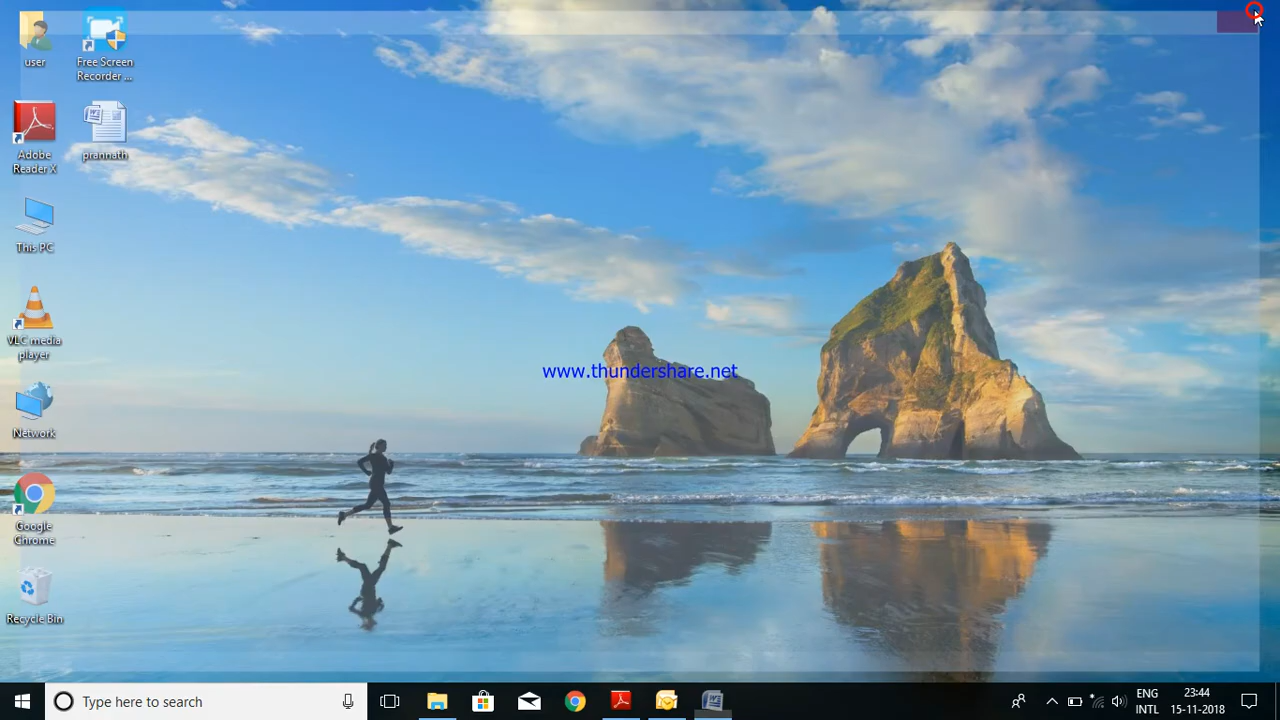 user
Free Screen
Recorder ...
Adobe
Reader X
prannath
This PC
VLC media
player
Network
www.thundershare.net
Google
Chrome
Recycle Bin
Type here to search
ENG
INTL
23:44
15-11-2018